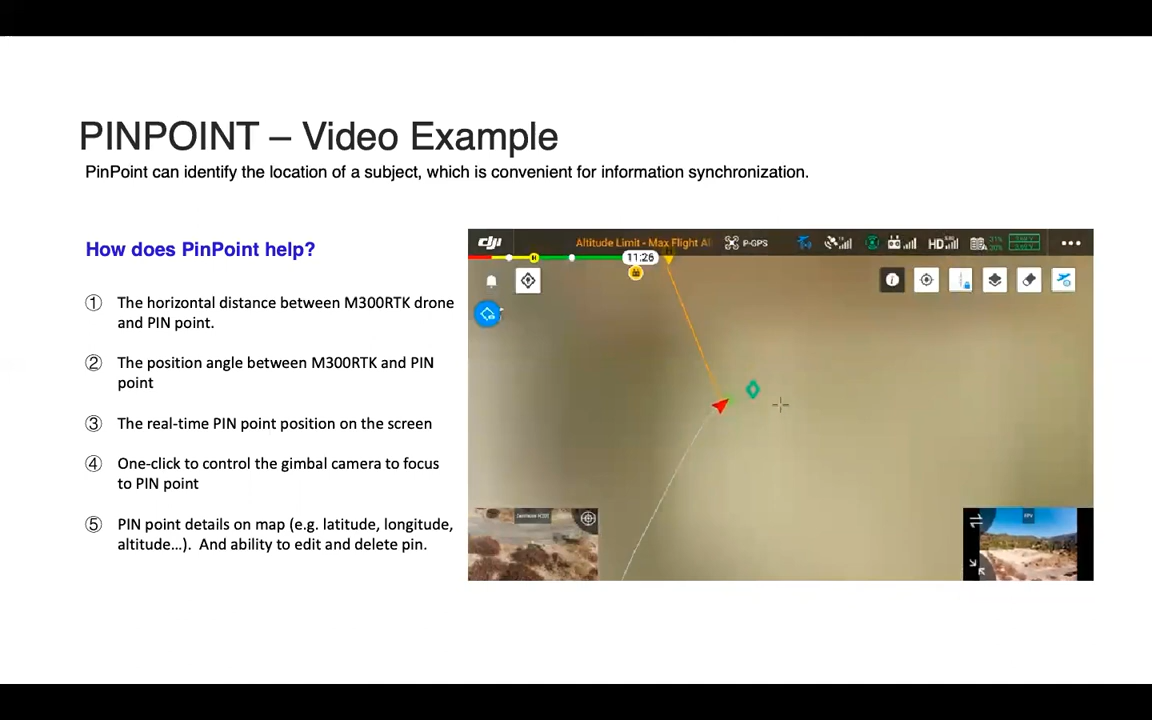 PINPOINT – Video Example
PinPoint can identify the location of a subject, which is convenient for information synchronization.
How does PinPoint help?
① The horizontal distance between M300RTK drone
and PIN point.
② The position angle between M300RTK and PIN
point
③ The real-time PIN point position on the screen
④ One-click to control the gimbal camera to focus
to PIN point
⑤ PIN point details on map (e.g. latitude, longitude,
altitude…). And ability to edit and delete pin.
dji
Altitude Limit - Max Flight Al
P-GPS
HD
11:26
H
FPV